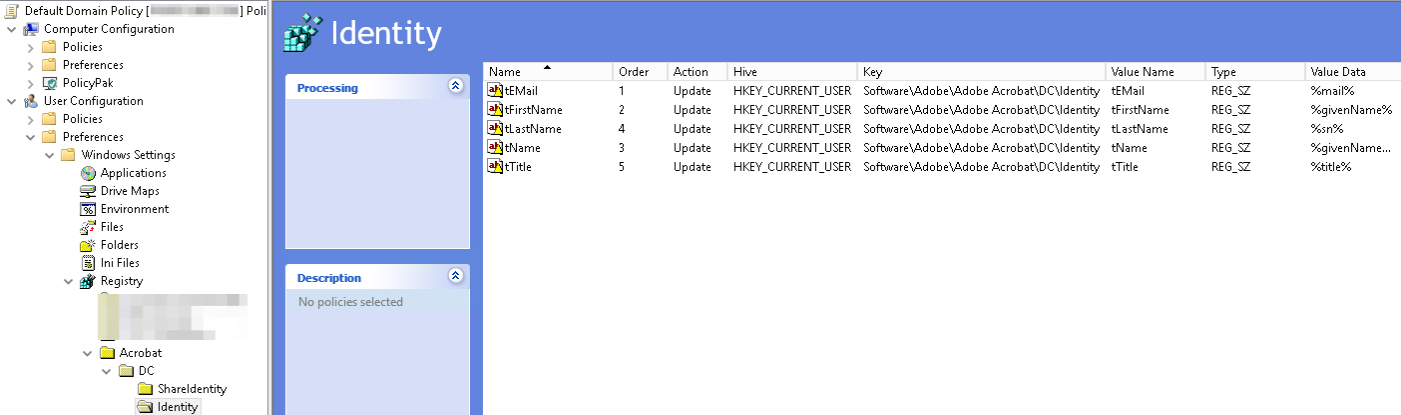 Default Domain Policy [ ] Poli
Computer Configuration
Policies
Preferences
PolicyPak
User Configuration
Policies
Preferences
Windows Settings
Applications
Drive Maps
Environment
Files
Folders
Ini Files
Registry
Acrobat
DC
ShareIdentity
Identity
Identity
Processing
Description
No policies selected
Name Order Action Hive Key Value Name Type Value Data
tEMail 1 Update HKEY_CURRENT_USER Software\Adobe\Adobe Acrobat\DC\Identity tEMail REG_SZ %mail%
tFirstName 2 Update HKEY_CURRENT_USER Software\Adobe\Adobe Acrobat\DC\Identity tFirstName REG_SZ %givenName%
tLastName 4 Update HKEY_CURRENT_USER Software\Adobe\Adobe Acrobat\DC\Identity tLastName REG_SZ %sn%
tName 3 Update HKEY_CURRENT_USER Software\Adobe\Adobe Acrobat\DC\Identity tName REG_SZ %givenName...
tTitle 5 Update HKEY_CURRENT_USER Software\Adobe\Adobe Acrobat\DC\Identity tTitle REG_SZ %title%